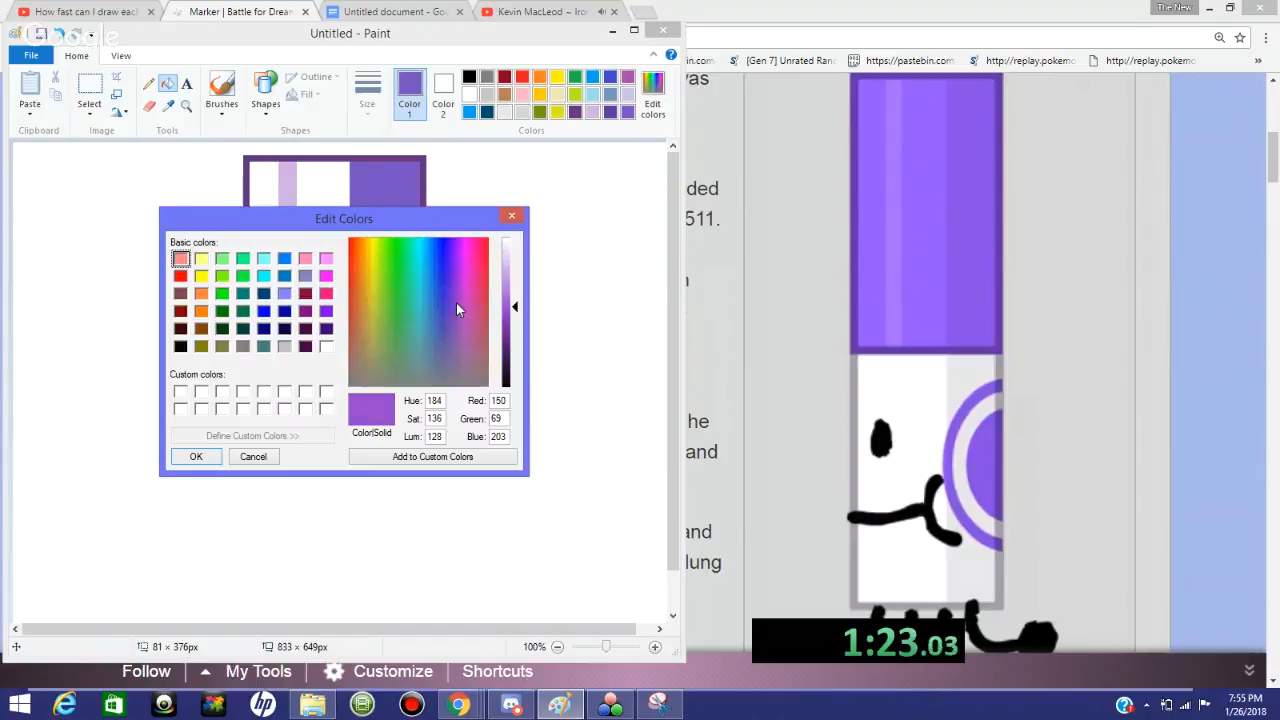 How fast can I draw each
Marker | Battle for Drean
Untitled document - Goo
Kevin MacLeod ~ Iron
Google
Untitled - Paint
File
Home
View
Paste
Select
Brushes
Shapes
Outline
Fill
Size
Color
1
Color
2
Edit
colors
Clipboard
Image
Tools
Shapes
Colors
[Gen 7] Unrated Ran
https://pastebin.com
http://replay.pokemo
http://replay.pokemo
ded
511.
he
and
and
lung
Edit Colors
Basic colors:
Custom colors:
Define Custom Colors >>
OK
Cancel
Color|Solid
Hue: 184
Sat: 136
Lum: 128
Red: 150
Green: 69
Blue: 203
Add to Custom Colors
81 × 376px
833 × 649px
100%
1:23.03
Follow
My Tools
Customize
Shortcuts
7:55 PM
1/26/2018